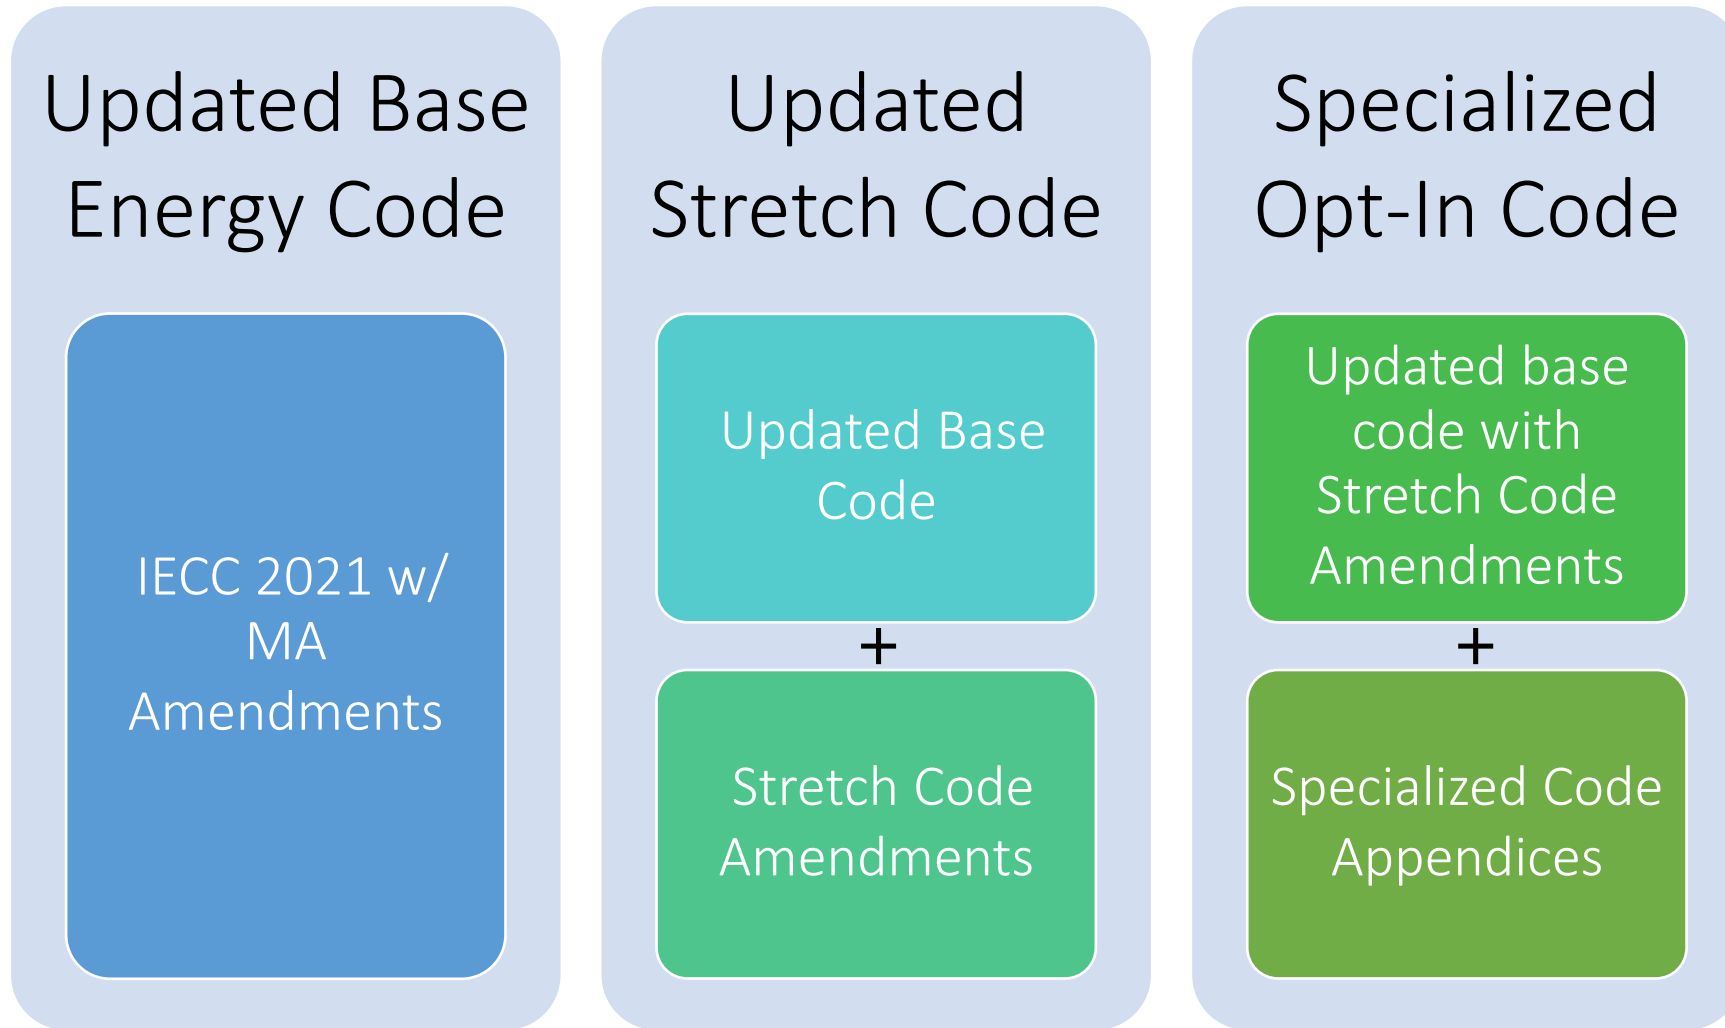 Updated Base
Energy Code
IECC 2021 w/
MA
Amendments
Updated
Stretch Code
Updated Base
Code
+
Stretch Code
Amendments
Specialized
Opt-In Code
Updated base
code with
Stretch Code
Amendments
+
Specialized Code
Appendices